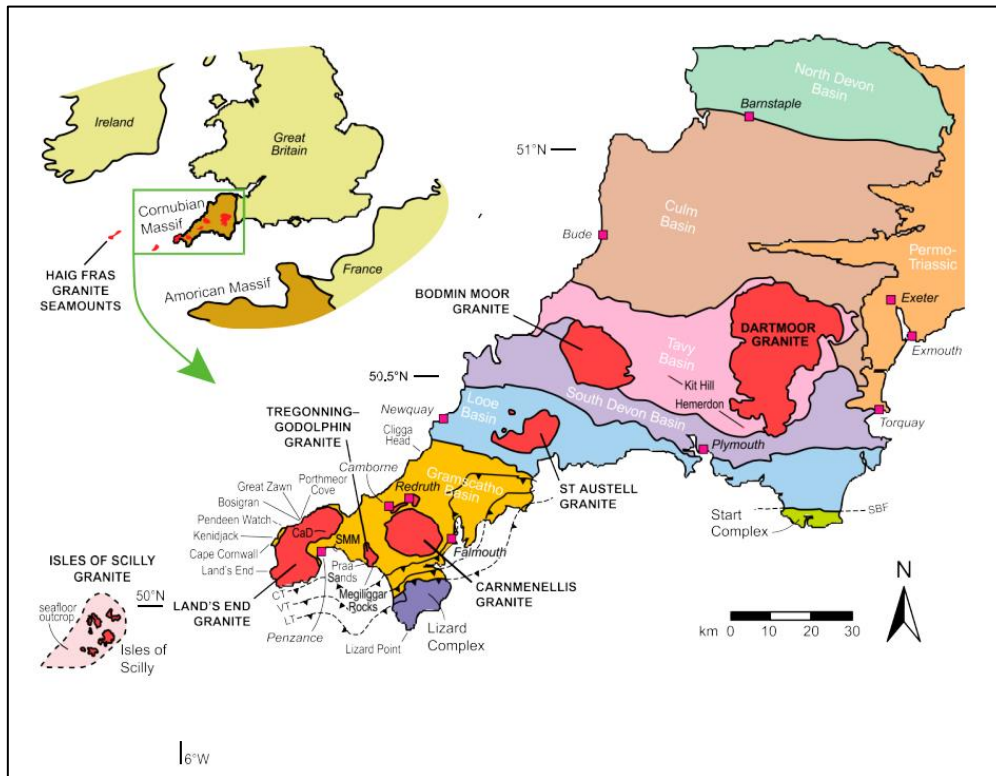 Ireland
Great
Britain
Cornubian
Massif
HAIG FRAS
GRANITE
SEAMOUNTS
Amorican Massif
France
North Devon
Basin
Barnstaple
51°N
Culm
Basin
Bude
Permo-
Triassic
Exeter
Exmouth
BODMIN MOOR
GRANITE
DARTMOOR
GRANITE
Tavy
Basin
Kit Hill
Hemerdon
50.5°N
South Devon Basin
Looe
Basin
Newquay
Cligga
Head
Torquay
Plymouth
TREGONNING–
GODOLPHIN
GRANITE
Camborne
Redruth
Gramscatho
Basin
ST AUSTELL
GRANITE
Start
Complex
SBF
Porthmeor
Cove
Great Zawn
Bosigran
Pendeen Watch
Kenidjack
Cape Cornwall
Land's End
CaD
SMM
Falmouth
Praa
Sands
Megiliggar
Rocks
CARNMENELLIS
GRANITE
ISLES OF SCILLY
GRANITE
50°N
seafloor
outcrop
Isles of
Scilly
LAND'S END
GRANITE
CT
VT
LT
Penzance
Lizard Point
Lizard
Complex
N
km 0 10 20 30
6°W